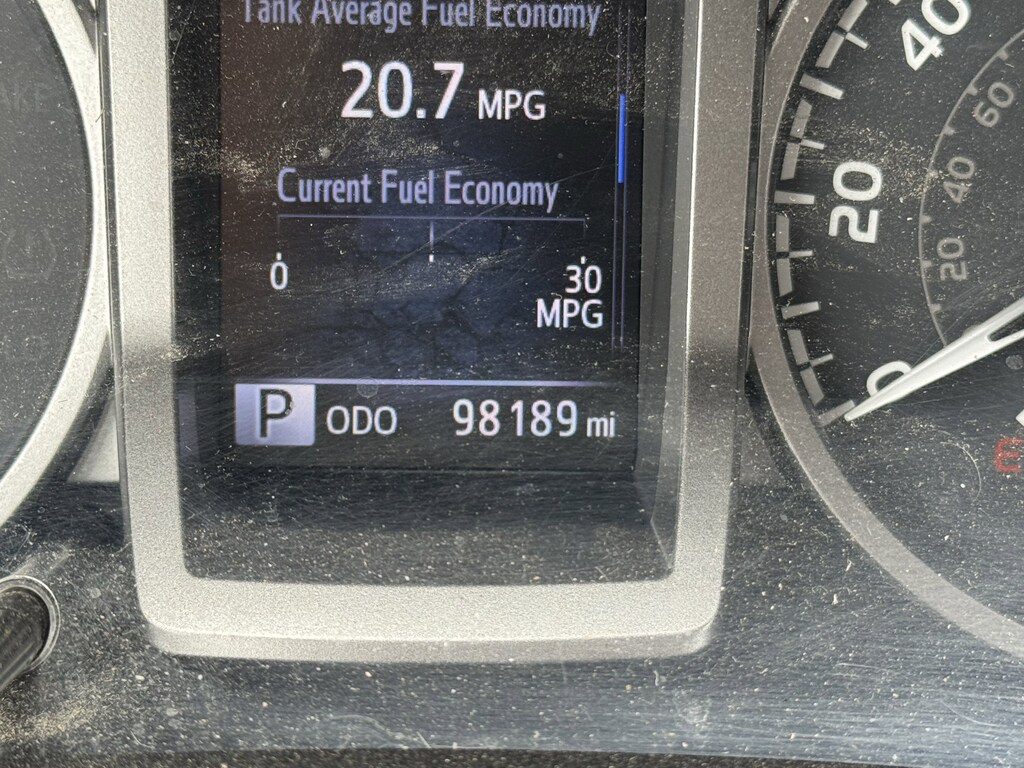 Tank Average Fuel Economy
20.7 MPG
Current Fuel Economy
0
30
MPG
P ODO 98189 mi
40
20
0
60
40
20
E